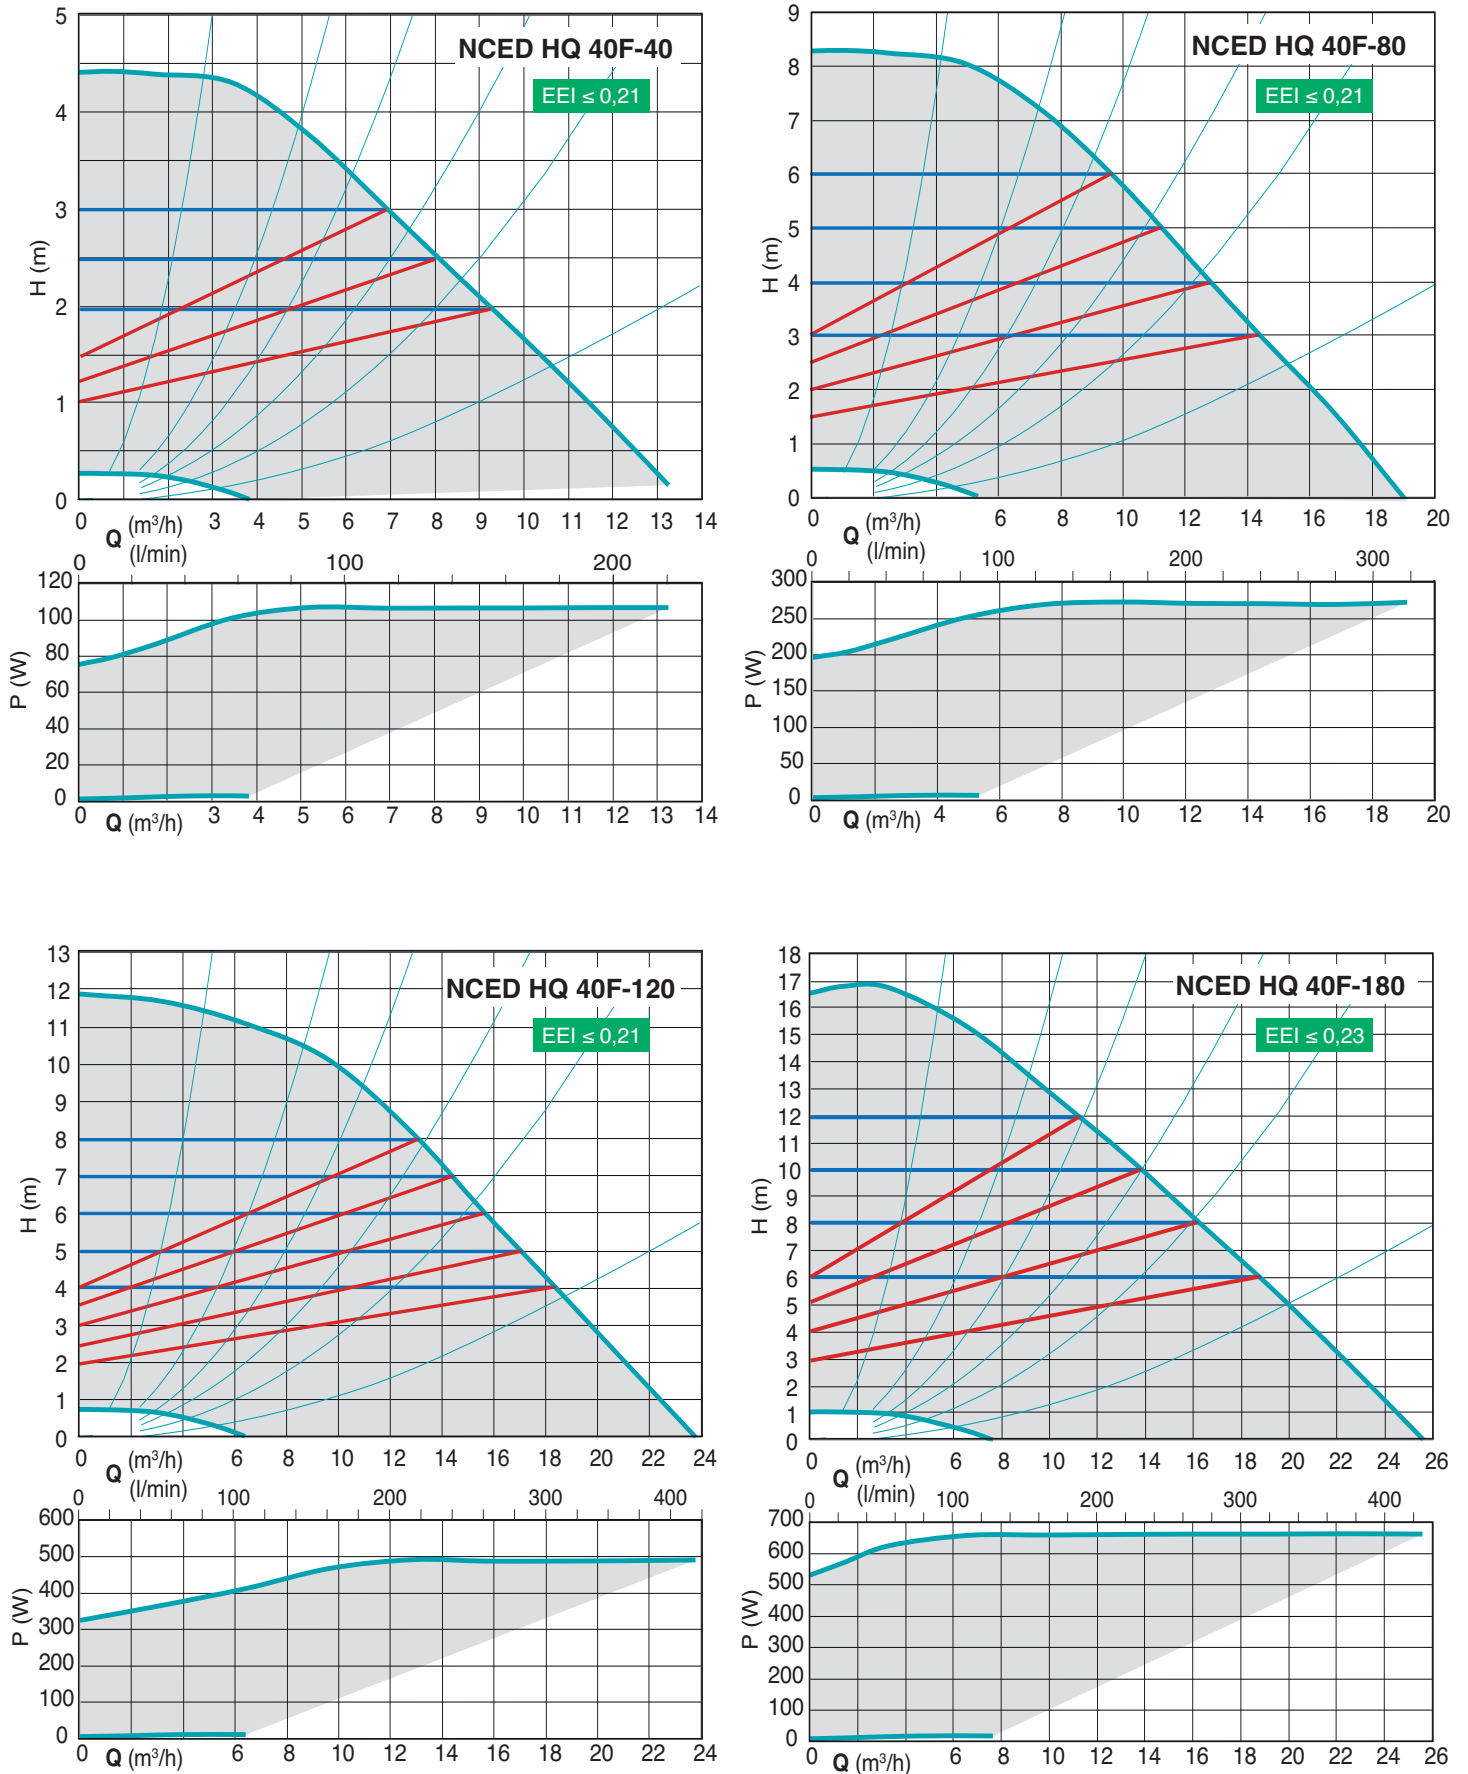 NCED HQ 40F-40
EEI ≤ 0,21
H (m)
5
4
3
2
1
0
0 3 4 5 6 7 8 9 10 11 12 13 14
Q (m³/h)
(l/min)
0 100 200
P (W)
120
100
80
60
40
20
0
0 3 4 5 6 7 8 9 10 11 12 13 14
Q (m³/h)
NCED HQ 40F-80
EEI ≤ 0,21
H (m)
9
8
7
6
5
4
3
2
1
0
0 6 8 10 12 14 16 18 20
Q (m³/h)
(l/min)
0 100 200 300
P (W)
300
250
200
150
100
50
0
0 4 6 8 10 12 14 16 18 20
Q (m³/h)
NCED HQ 40F-120
EEI ≤ 0,21
H (m)
13
12
11
10
9
8
7
6
5
4
3
2
1
0
0 6 8 10 12 14 16 18 20 22 24
Q (m³/h)
(l/min)
0 100 200 300 400
P (W)
600
500
400
300
200
100
0
0 6 8 10 12 14 16 18 20 22 24
Q (m³/h)
NCED HQ 40F-180
EEI ≤ 0,23
H (m)
18
17
16
15
14
13
12
11
10
9
8
7
6
5
4
3
2
1
0
0 6 8 10 12 14 16 18 20 22 24 26
Q (m³/h)
(l/min)
0 100 200 300 400
P (W)
700
600
500
400
300
200
100
0
0 6 8 10 12 14 16 18 20 22 24 26
Q (m³/h)